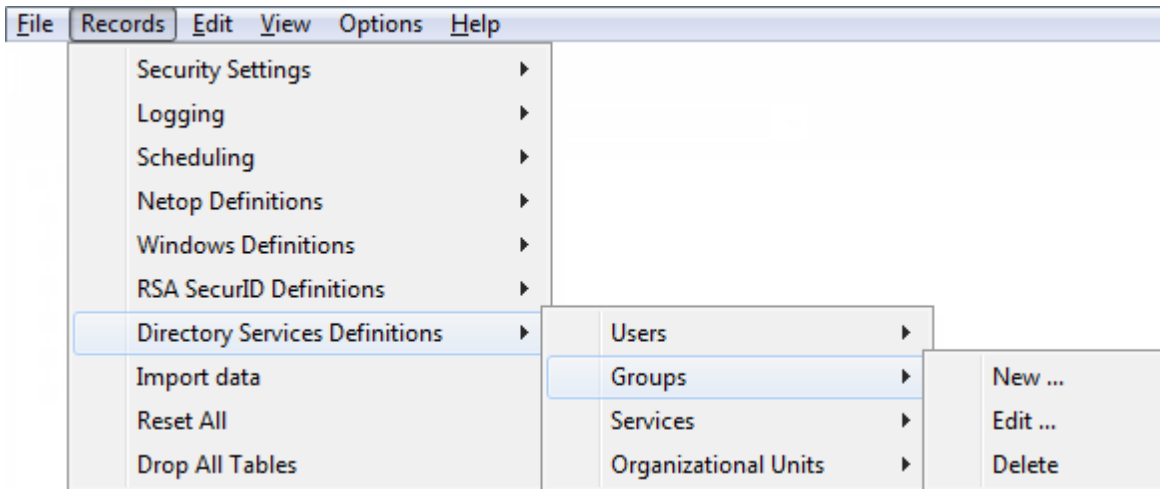 File Records Edit View Options Help
Security Settings
Logging
Scheduling
Netop Definitions
Windows Definitions
RSA SecurID Definitions
Directory Services Definitions
Import data
Reset All
Drop All Tables
Users
Groups
Services
Organizational Units
New ...
Edit ...
Delete